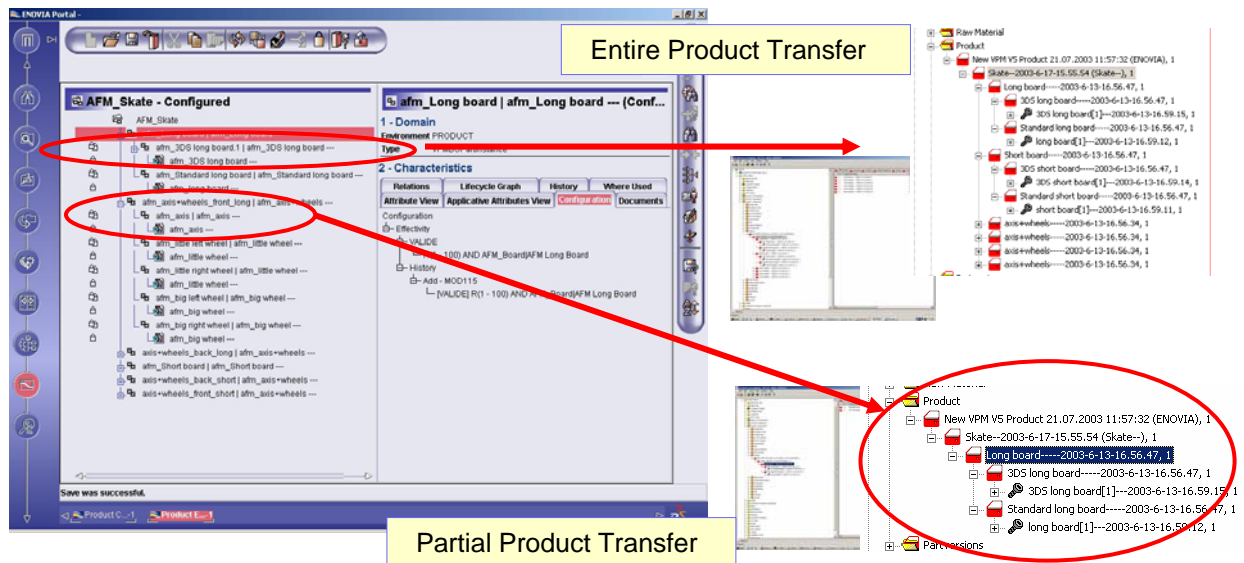 ENOVIA Portal -
Entire Product Transfer
AFM_Skate - Configured
AFM_Skate
afm_3DS long board.1 | afm_3DS long board ---
afm_3DS long board ---
afm_Standard long board | afm_Standard long board ---
afm_long board ---
afm_axis+wheels_front_long | afm_axis+wheels ---
afm_axis | afm_axis ---
afm_axis ---
afm_little left wheel | afm_little wheel ---
afm_little wheel ---
afm_little right wheel | afm_little wheel ---
afm_little wheel ---
afm_big left wheel | afm_big wheel ---
afm_big wheel ---
afm_big right wheel | afm_big wheel ---
afm_big wheel ---
axis+wheels_back_long | afm_axis+wheels ---
afm_Short board | afm_Short board ---
axis+wheels_back_short | afm_axis+wheels ---
axis+wheels_front_short | afm_axis+wheels ---
afm_Long board | afm_Long board --- (Conf...
1 - Domain
Environment PRODUCT
Type
2 - Characteristics
Relations Lifecycle Graph History Where Used
Attribute View Applicative Attributes View Configuration Documents
Configuration
Effectivity
VALIDE
100) AND AFM_Board|AFM Long Board
History
Add - MOD115
[VALIDE] R(1 - 100) AND AFM_Board|AFM Long Board
Save was successful.
Product C...-1 Product E...-1
Raw Material
Product
New VPM V5 Product 21.07.2003 11:57:32 (ENOVIA), 1
Skate--2003-6-17-15.55.54 (Skate--), 1
Long board-----2003-6-13-16.56.47, 1
3DS long board-----2003-6-13-16.56.47, 1
3DS long board[1]---2003-6-13-16.59.15, 1
Standard long board-----2003-6-13-16.56.47, 1
long board[1]---2003-6-13-16.59.12, 1
Short board-----2003-6-13-16.56.47, 1
3DS short board-----2003-6-13-16.56.47, 1
3DS short board[1]---2003-6-13-16.59.14, 1
Standard short board-----2003-6-13-16.56.47, 1
short board[1]---2003-6-13-16.59.11, 1
axis+wheels-----2003-6-13-16.56.34, 1
axis+wheels-----2003-6-13-16.56.34, 1
axis+wheels-----2003-6-13-16.56.34, 1
axis+wheels-----2003-6-13-16.56.34, 1
Product
New VPM V5 Product 21.07.2003 11:57:32 (ENOVIA), 1
Skate--2003-6-17-15.55.54 (Skate--), 1
Long board-----2003-6-13-16.56.47, 1
3DS long board-----2003-6-13-16.56.47, 1
3DS long board[1]---2003-6-13-16.59.15, 1
Standard long board-----2003-6-13-16.56.47, 1
long board[1]---2003-6-13-16.59.12, 1
Part versions
Partial Product Transfer